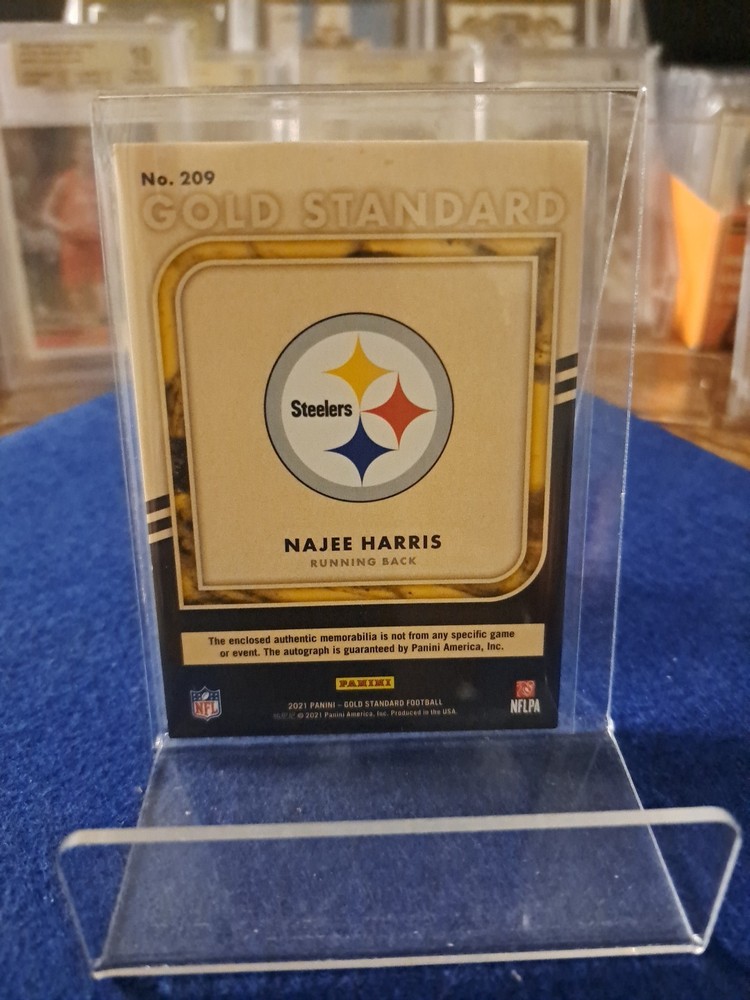 No. 209
GOLD STANDARD
Steelers
NAJEE HARRIS
RUNNING BACK
The enclosed authentic memorabilia is not from any specific game
or event. The autograph is guaranteed by Panini America, Inc.
PANINI
NFL
2021 PANINI - GOLD STANDARD FOOTBALL
© 2021 Panini America, Inc. Produced in the USA.
NFLPA
10